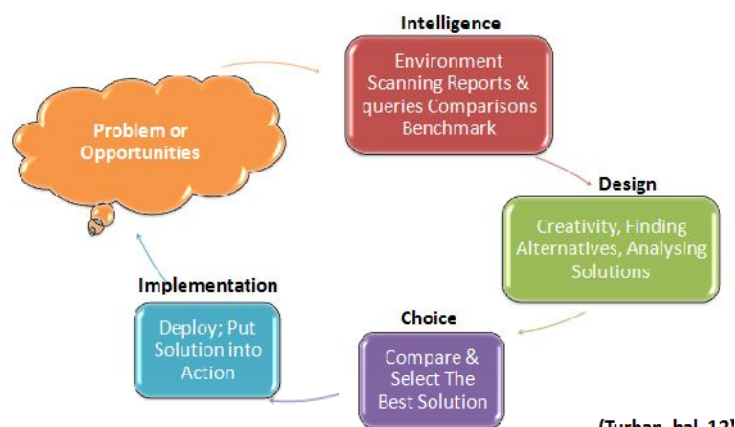 Intelligence
Environment
Scanning Reports &
queries Comparisons
Benchmark
Problem or
Opportunities
Design
Creativity, Finding
Alternatives, Analysing
Solutions
Implementation
Deploy; Put
Solution into
Action
Choice
Compare &
Select The
Best Solution